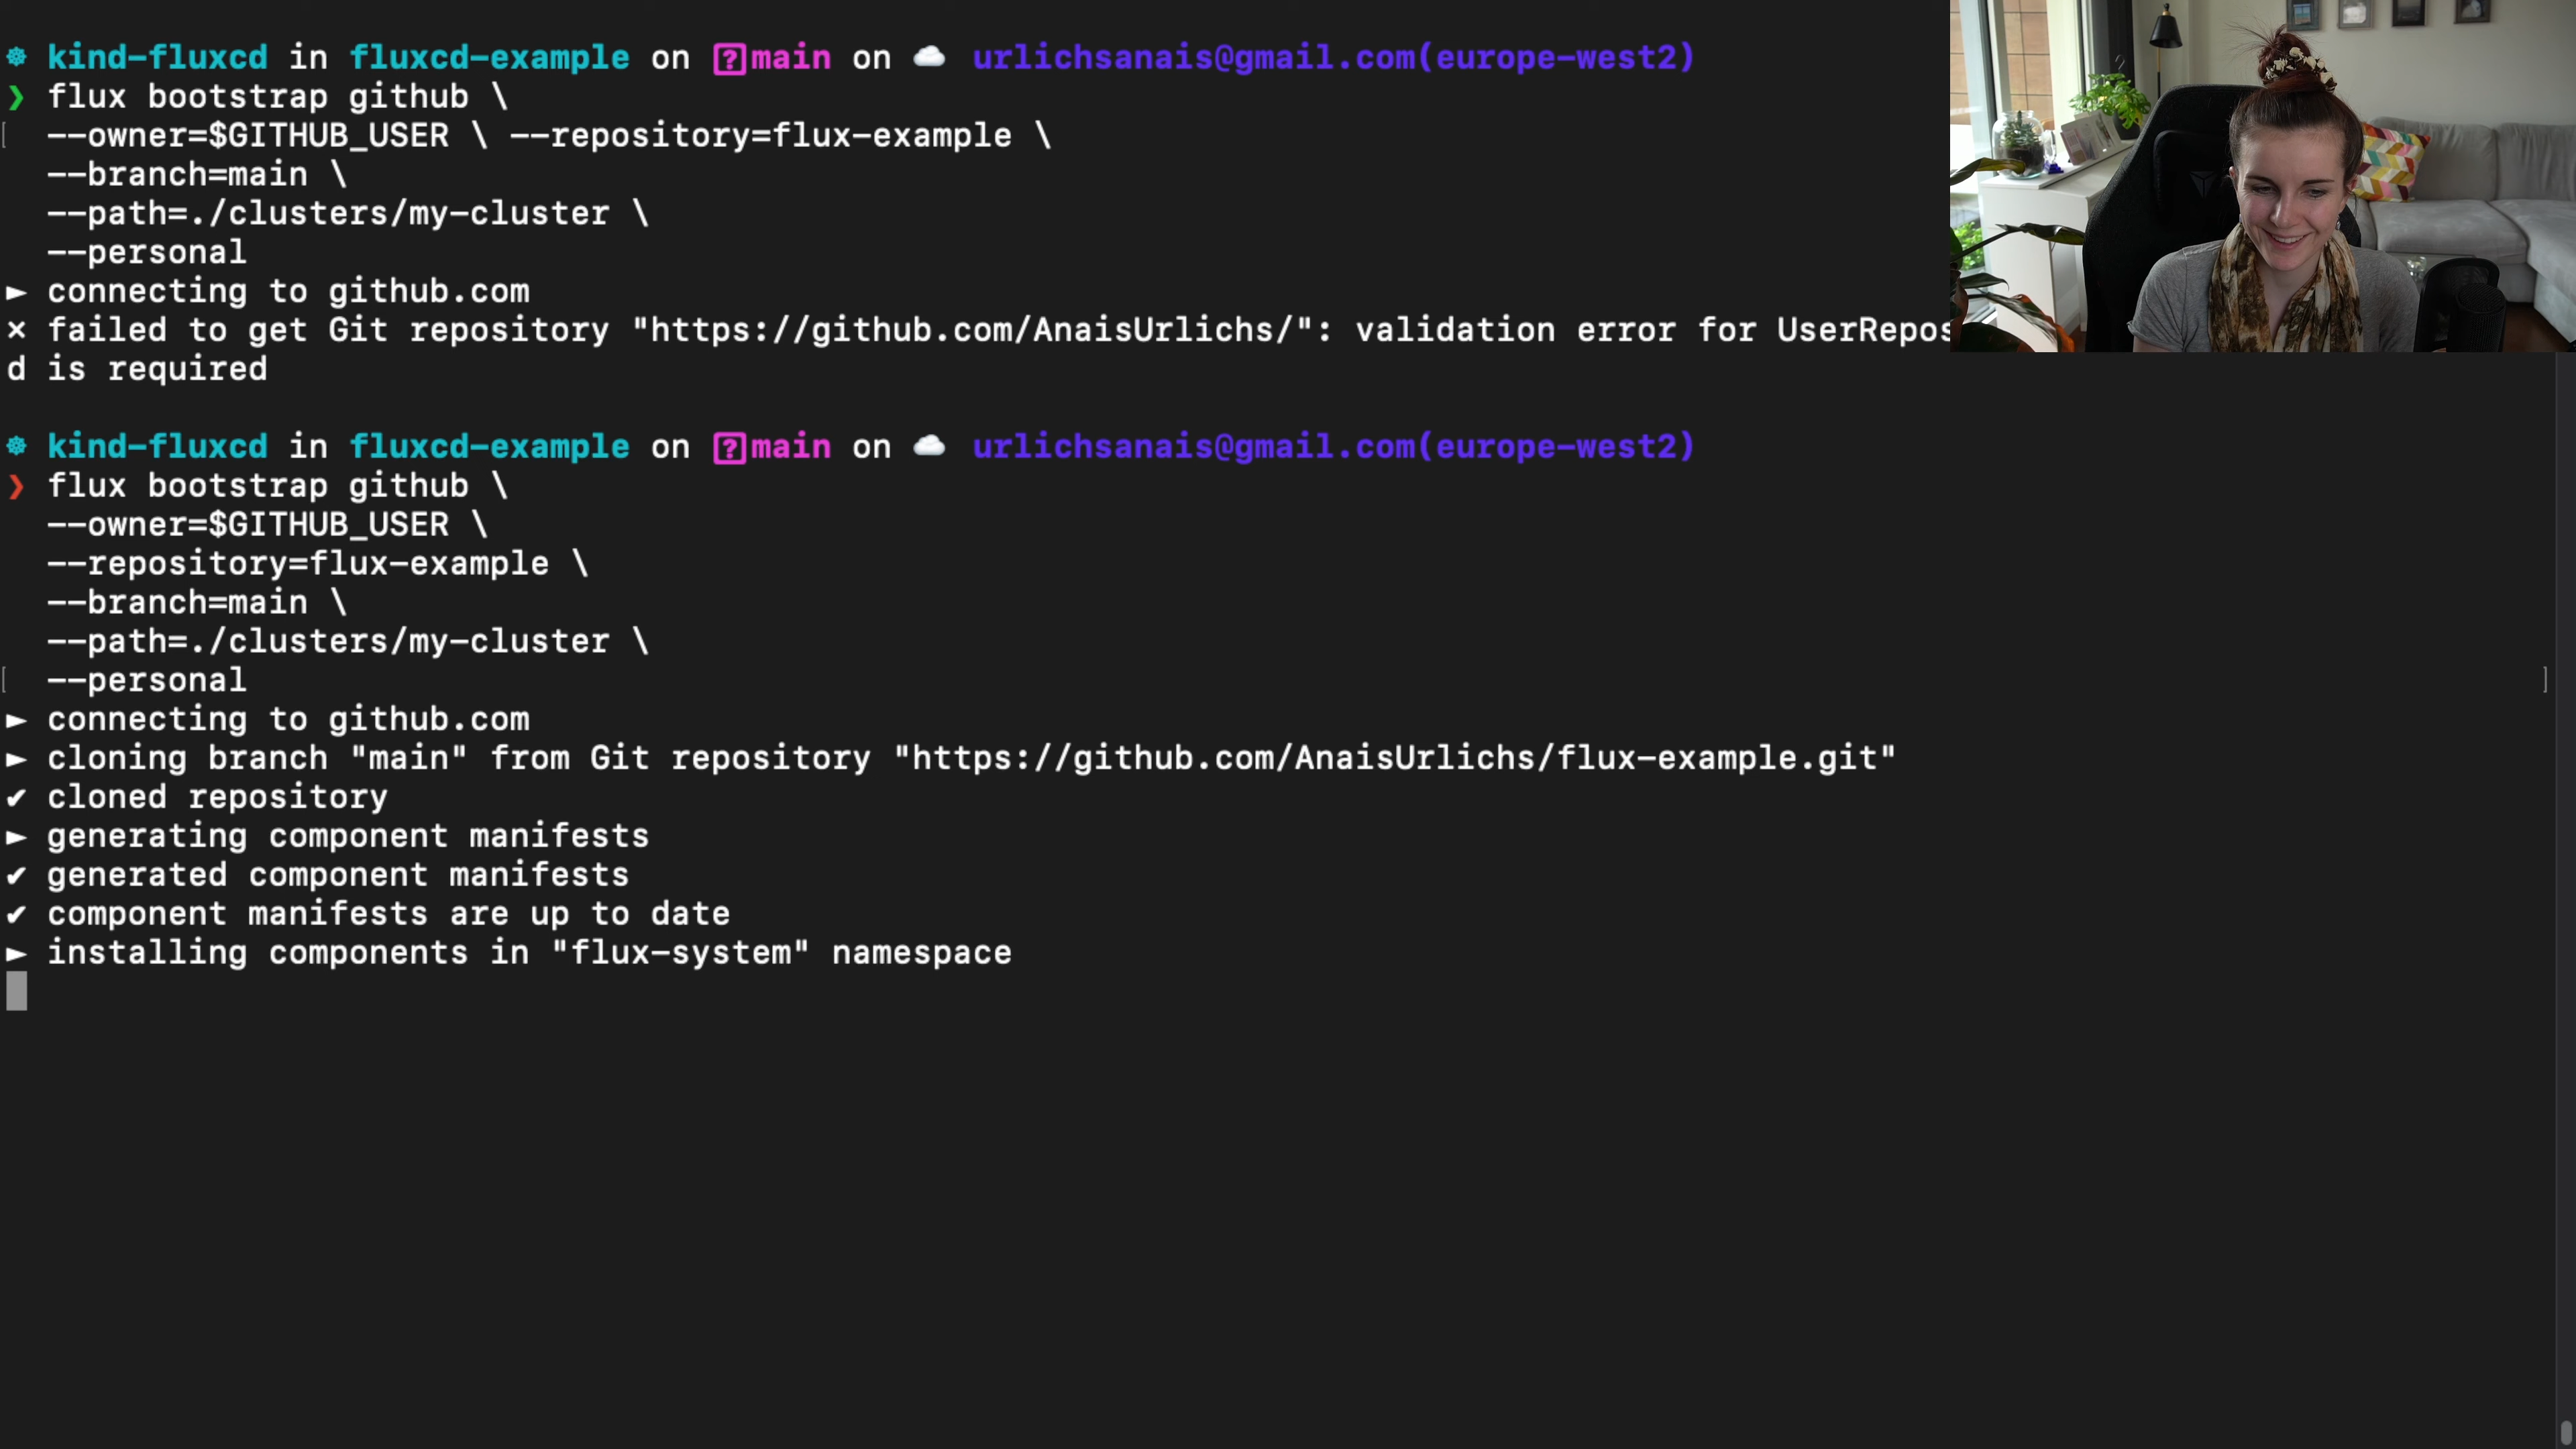 kind-fluxcd in fluxcd-example on [?]main on urlichsanais@gmail.com(europe-west2)
❯ flux bootstrap github \
--owner=$GITHUB_USER \ --repository=flux-example \
--branch=main \
--path=./clusters/my-cluster \
--personal
► connecting to github.com
✗ failed to get Git repository "https://github.com/AnaisUrlichs/": validation error for UserRepos
d is required
kind-fluxcd in fluxcd-example on [?]main on urlichsanais@gmail.com(europe-west2)
❯ flux bootstrap github \
--owner=$GITHUB_USER \
--repository=flux-example \
--branch=main \
--path=./clusters/my-cluster \
--personal
► connecting to github.com
► cloning branch "main" from Git repository "https://github.com/AnaisUrlichs/flux-example.git"
✔ cloned repository
► generating component manifests
✔ generated component manifests
✔ component manifests are up to date
► installing components in "flux-system" namespace